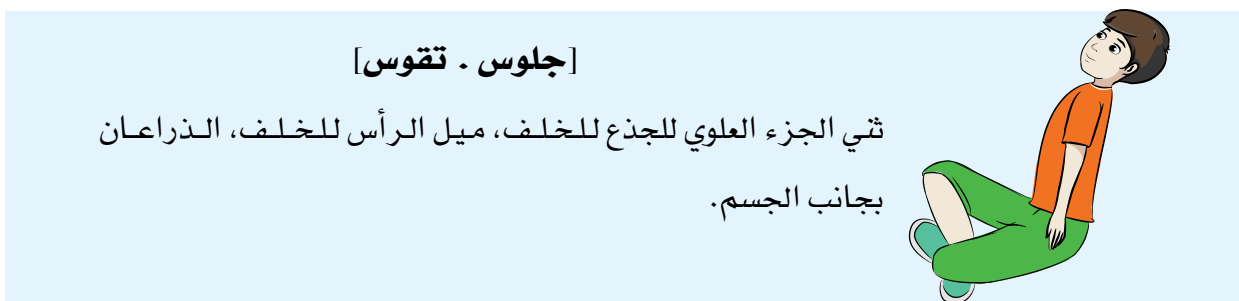 [جلوس . تقوس]
ثني الجزء العلوي للجذع للخلف، ميل الرأس للخلف، الذراعان
بجانب الجسم.